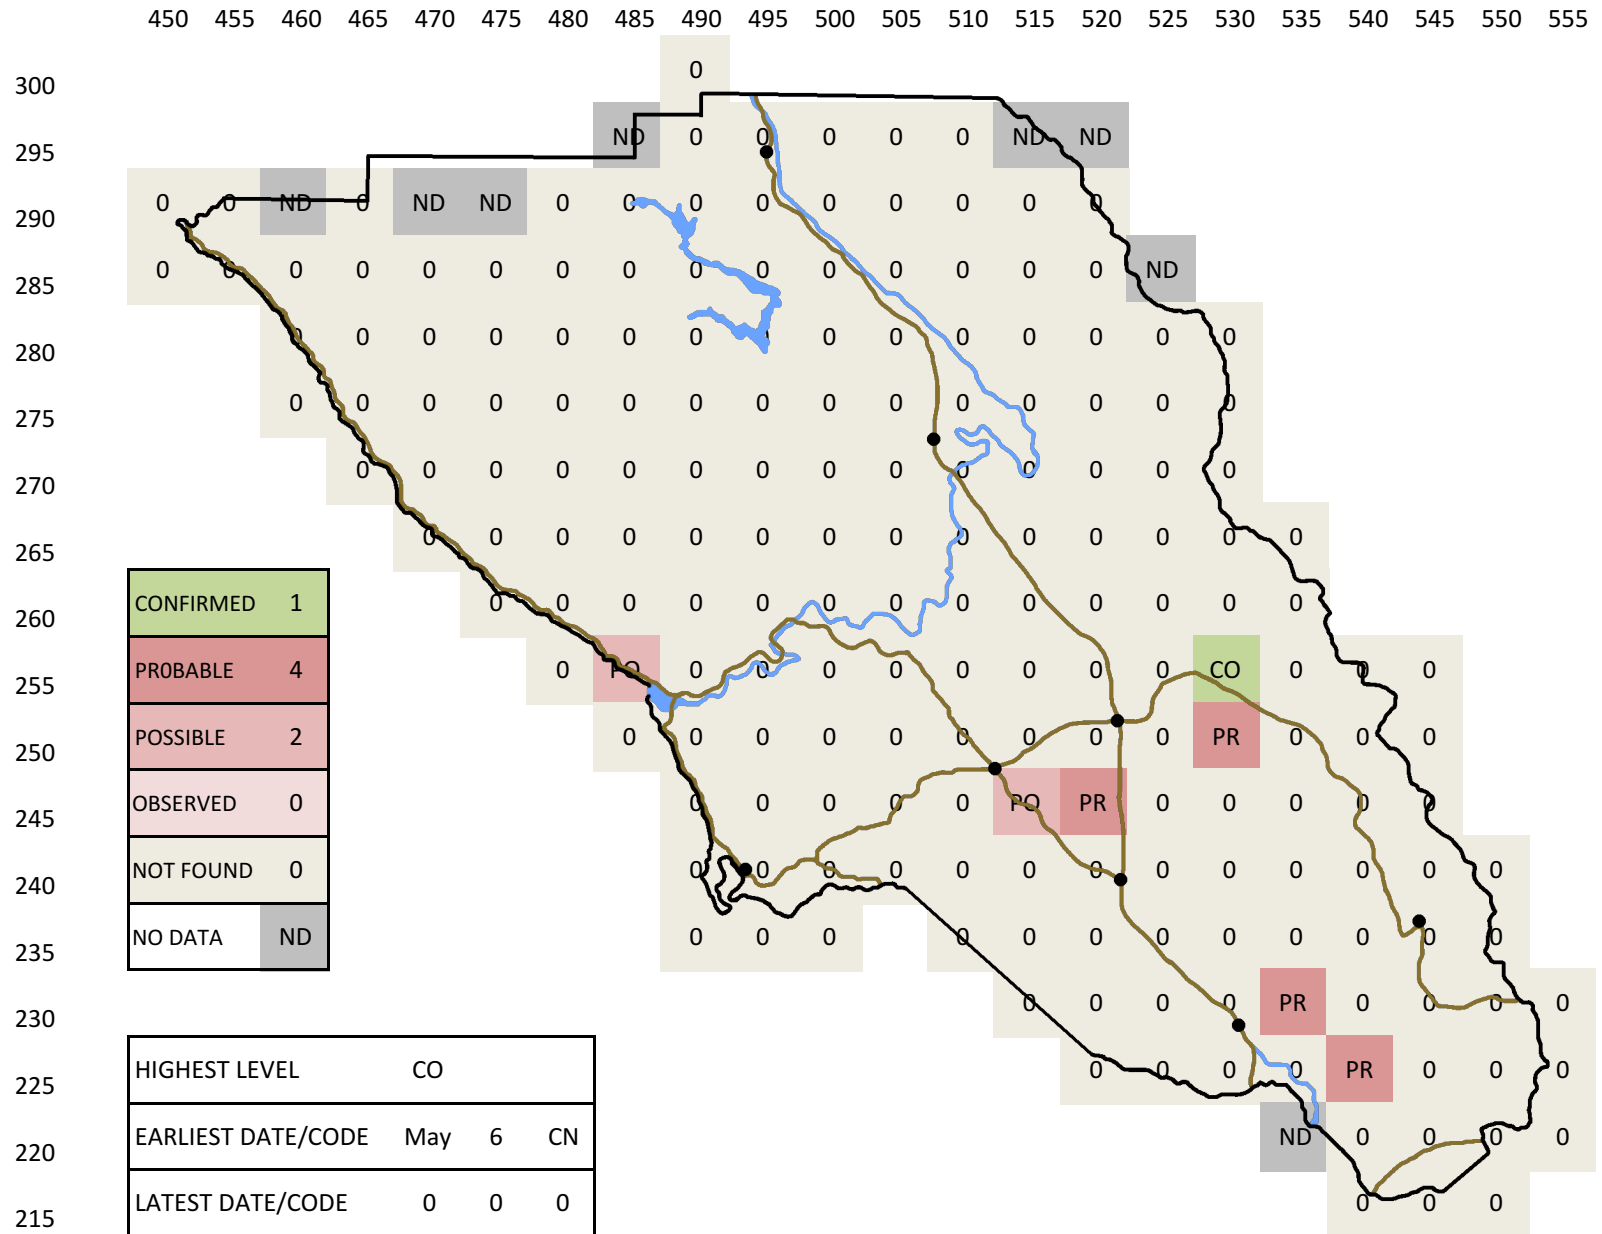 450 455 460 465 470 475 480 485 490 495 500 505 510 515 520 525 530 535 540 545 550 555
0
300
ND 0 0 0 0 0 ND ND
295
0 0 ND 0 ND ND 0 0 0 0 0 0 0 0 0
290
0 0 0 0 0 0 0 0 0 0 0 0 0 0 0 ND
285
0 0 0 0 0 0 0 0 0 0 0 0 0 0 0
280
0 0 0 0 0 0 0 0 0 0 0 0 0 0 0
275
0 0 0 0 0 0 0 0 0 0 0 0 0 0
270
0 0 0 0 0 0 0 0 0 0 0 0 0 0
265
CONFIRMED 1 0 0 0 0 0 0 0 0 0 0 0 0 0
260
PR0BABLE 4 0 PO 0 0 0 0 0 0 0 0 CO 0 0 0
255
POSSIBLE 2 0 0 0 0 0 0 0 0 0 PR 0 0 0
250
OBSERVED 0 0 0 0 0 0 PO PR 0 0 0 0 0
245
NOT FOUND 0 0 0 0 0 0 0 0 0 0 0 0 0 0
240
NO DATA ND 0 0 0 0 0 0 0 0 0 0 0 0
235
0 0 0 0 PR 0 0 0 0
230
HIGHEST LEVEL CO 0 0 0 0 PR 0 0 0
225
EARLIEST DATE/CODE May 6 CN ND 0 0 0 0
220
LATEST DATE/CODE 0 0 0 0 0 0
215